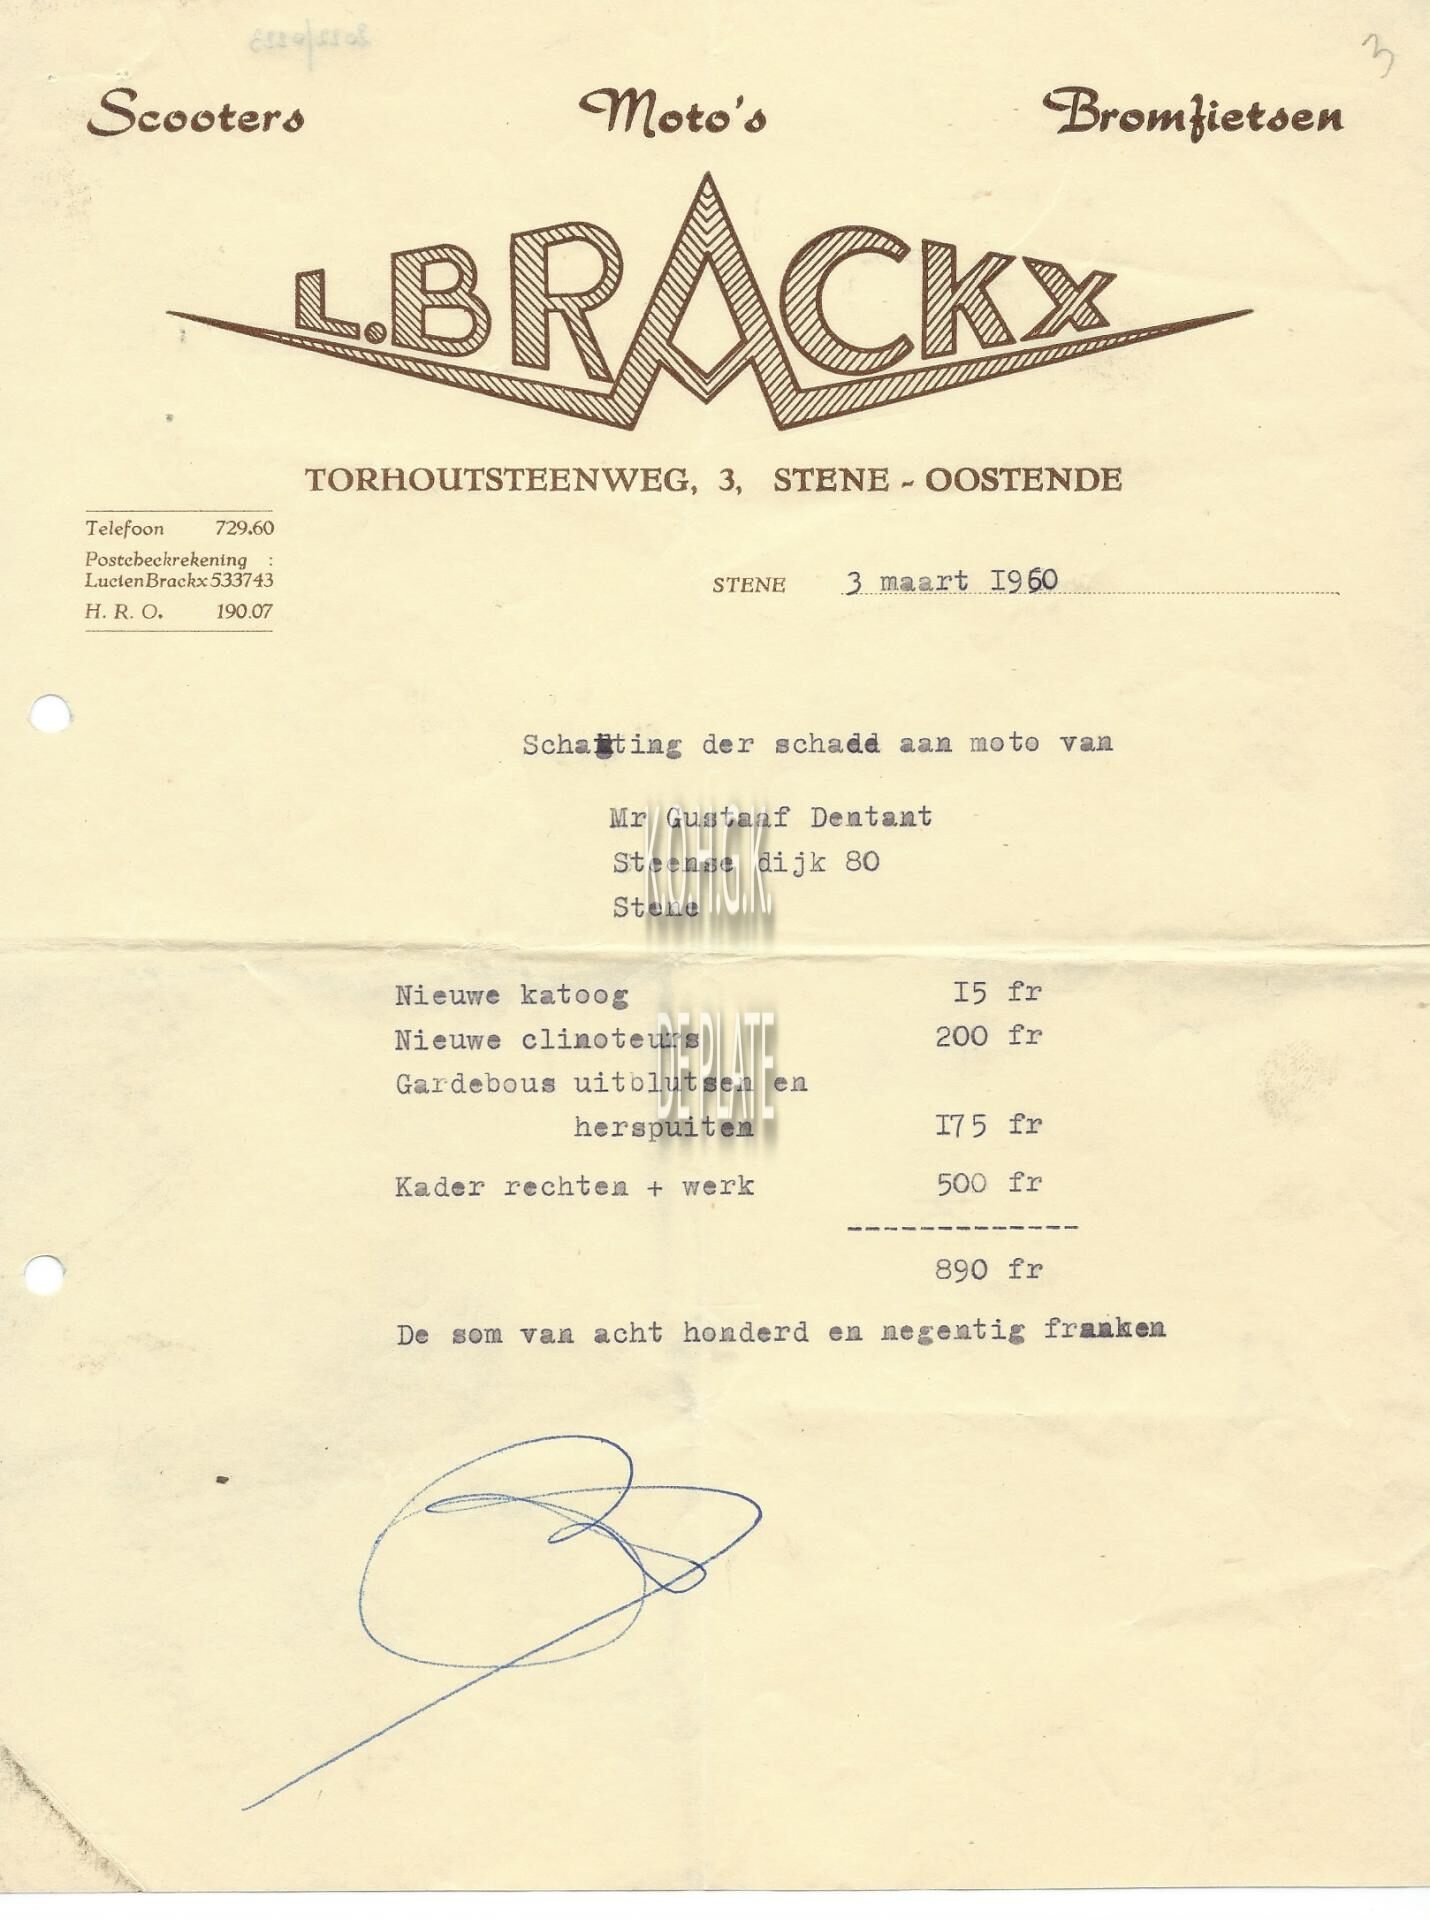 3
Scooters Moto's Bromfietsen
L. BRACKX
TORHOUTSTEENWEG, 3, STENE - OOSTENDE
Telefoon 729.60
Postcheckrekening :
Lucien Brackx 533743
H. R. O. 190.07
STENE 3 maart I960
Schatting der schade aan moto van
Mr Gustaaf Dentant
Steense dijk 80
Stene
K.O.H.G.K.
Nieuwe katoog I5 fr
Nieuwe clinoteurs 200 fr
DE PLATE
Gardebous uitblutsen en
herspuiten I75 fr
Kader rechten + werk 500 fr
-------------
890 fr
De som van acht honderd en negentig franken